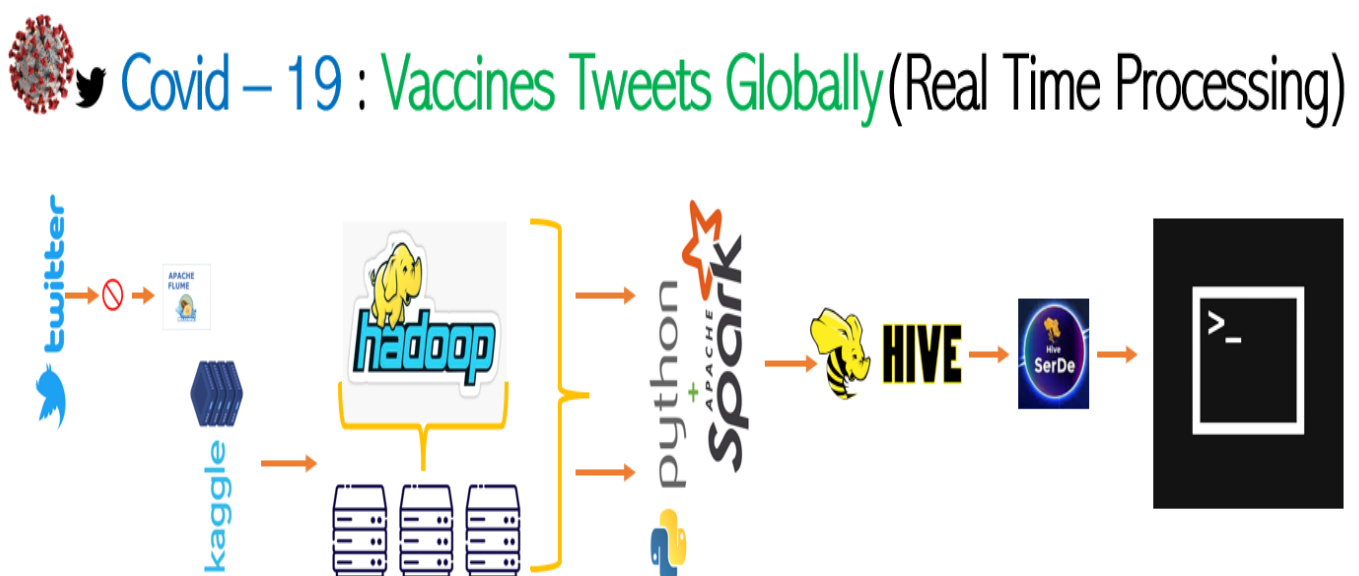 Covid – 19 : Vaccines Tweets Globally(Real Time Processing)
twitter
APACHE
FLUME
kaggle
hadoop
python
+
APACHE
Spark
HIVE
Hive
SerDe
>_